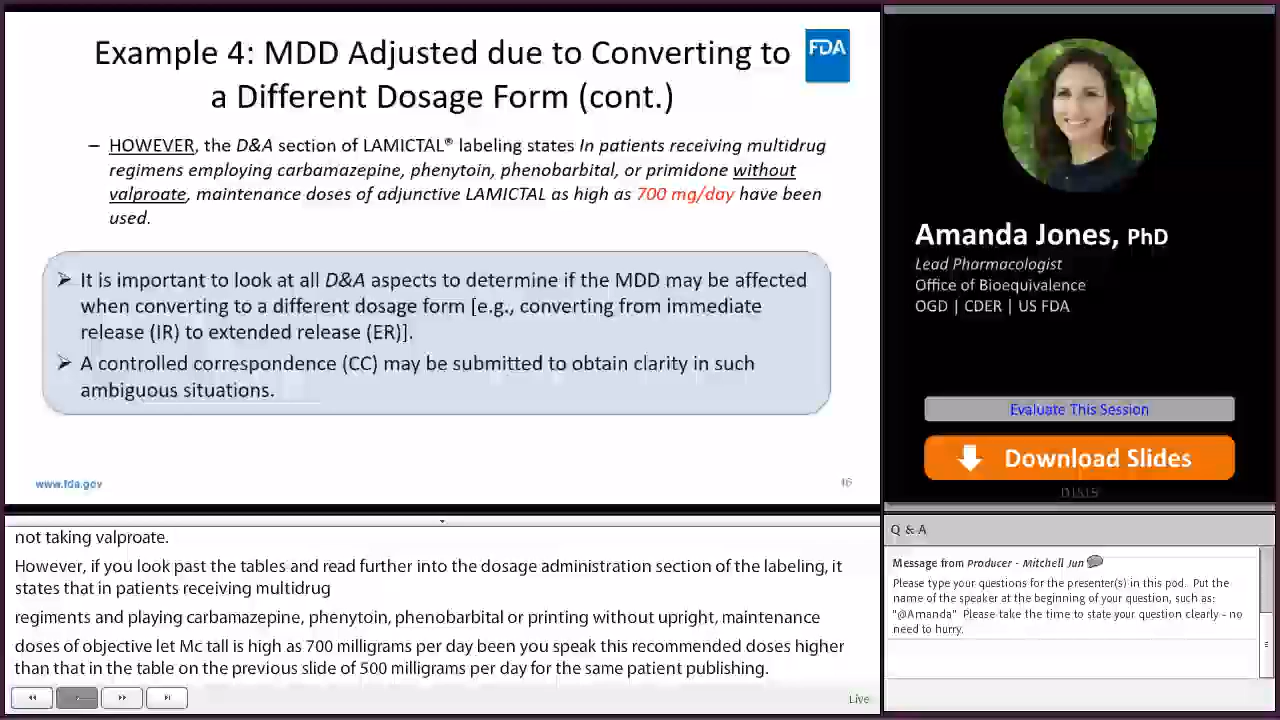 Example 4: MDD Adjusted due to Converting to
a Different Dosage Form (cont.)
FDA
– HOWEVER, the D&A section of LAMICTAL® labeling states In patients receiving multidrug
regimens employing carbamazepine, phenytoin, phenobarbital, or primidone without
valproate, maintenance doses of adjunctive LAMICTAL as high as 700 mg/day have been
used.
➢ It is important to look at all D&A aspects to determine if the MDD may be affected
when converting to a different dosage form [e.g., converting from immediate
release (IR) to extended release (ER)].
➢ A controlled correspondence (CC) may be submitted to obtain clarity in such
ambiguous situations.
www.fda.gov
16
Amanda Jones, PhD
Lead Pharmacologist
Office of Bioequivalence
OGD | CDER | US FDA
Evaluate This Session
Download Slides
not taking valproate.
However, if you look past the tables and read further into the dosage administration section of the labeling, it
states that in patients receiving multidrug
regiments and playing carbamazepine, phenytoin, phenobarbital or printing without upright, maintenance
doses of objective let Mc tall is high as 700 milligrams per day been you speak this recommended doses higher
than that in the table on the previous slide of 500 milligrams per day for the same patient publishing.
Live
Q & A
Message from Producer - Mitchell Jun
Please type your questions for the presenter(s) in this pod. Put the
name of the speaker at the beginning of your question, such as:
"@Amanda" Please take the time to state your question clearly - no
need to hurry.